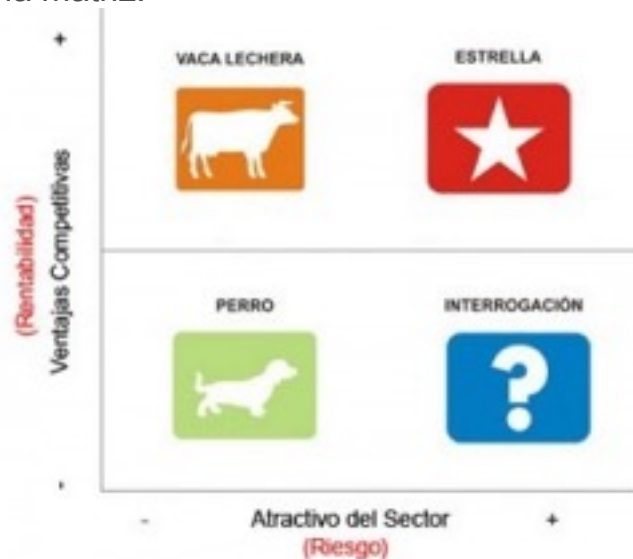 +
VACA LECHERA
ESTRELLA
(Rentabilidad)
Ventajas Competitivas
PERRO
INTERROGACIÓN
?
-
- Atractivo del Sector +
(Riesgo)